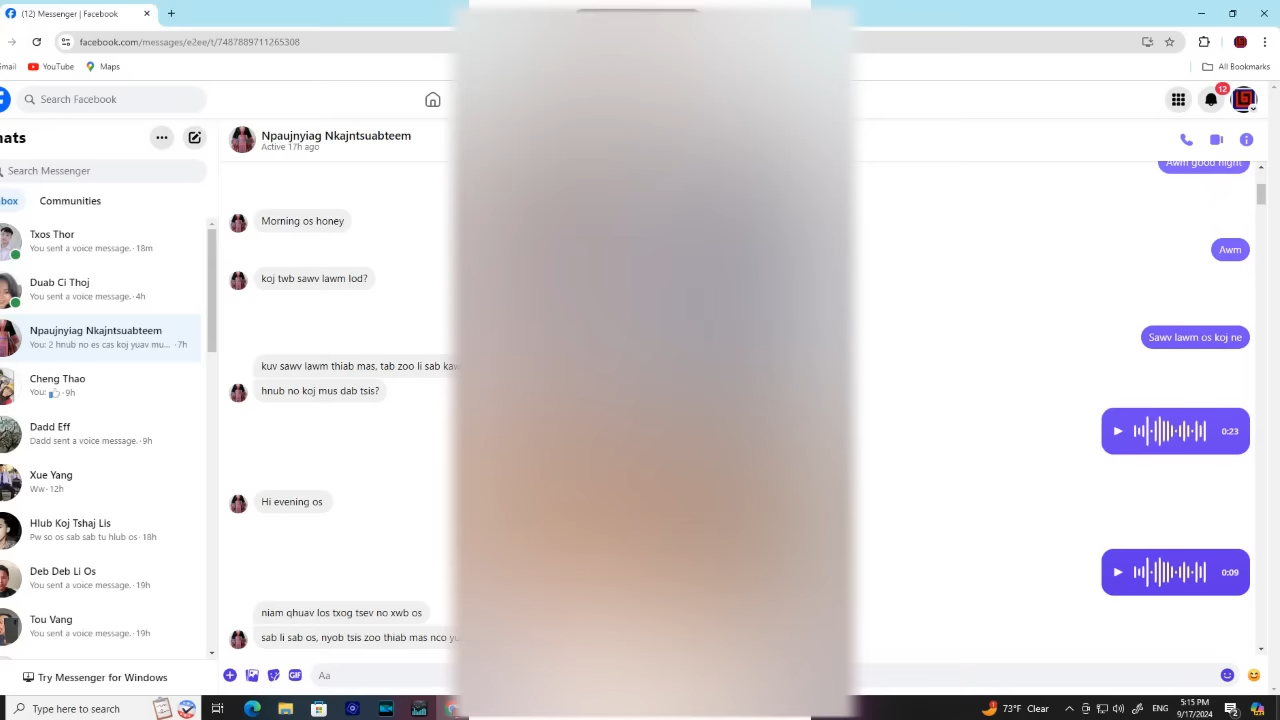 (12) Messenger | Facebook
facebook.com/messages/e2ee/t/7487889711265308
mail
YouTube
Maps
All Bookmarks
Search Facebook
12
hats
Npaujnyiag Nkajntsuabteem
Active 17h ago
Search Messenger
Awm good night
box
Communities
Morning os honey
Txos Thor
You sent a voice message. · 18m
Awm
koj twb sawv lawm lod?
Duab Ci Thoj
You sent a voice message. · 4h
Npaujnyiag Nkajntsuabteem
You: 2 hnub no es cas koj yuav mu... · 7h
Sawv lawm os koj ne
kuv sawv lawm thiab mas, tab zoo li sab kaw
hnub no koj mus dab tsis?
Cheng Thao
You: 👍 · 9h
0:23
Dadd Eff
Dadd sent a voice message. · 9h
Xue Yang
Ww · 12h
Hi evening os
Hlub Koj Tshaj Lis
Pw so os sab sab tu hlub os · 18h
0:09
Deb Deb Li Os
You sent a voice message. · 19h
niam qhuav los txog tsev no xwb os
Tou Vang
You sent a voice message. · 19h
sab li sab os, nyob tsis zoo thiab mas nco yu
Try Messenger for Windows
GIF
Aa
Type here to search
73°F Clear
5:15 PM
9/17/2024
2